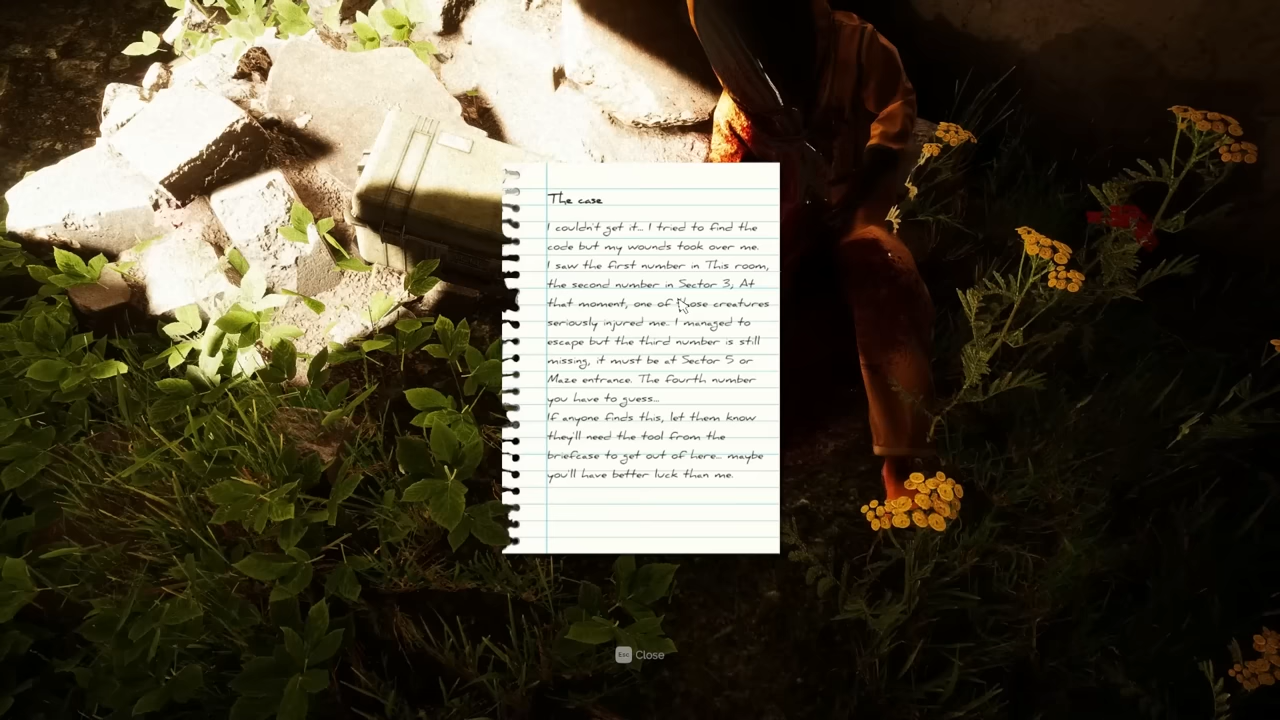 The case
I couldn't get it... I tried to find the
code but my wounds took over me.
I saw the first number in This room,
the second number in Sector 3, At
that moment, one of those creatures
seriously injured me. I managed to
escape but the third number is still
missing, it must be at Sector 5 or
Maze entrance. The fourth number
you have to guess...
If anyone finds this, let them know
they'll need the tool from the
briefcase to get out of here... maybe
you'll have better luck than me.
Esc Close